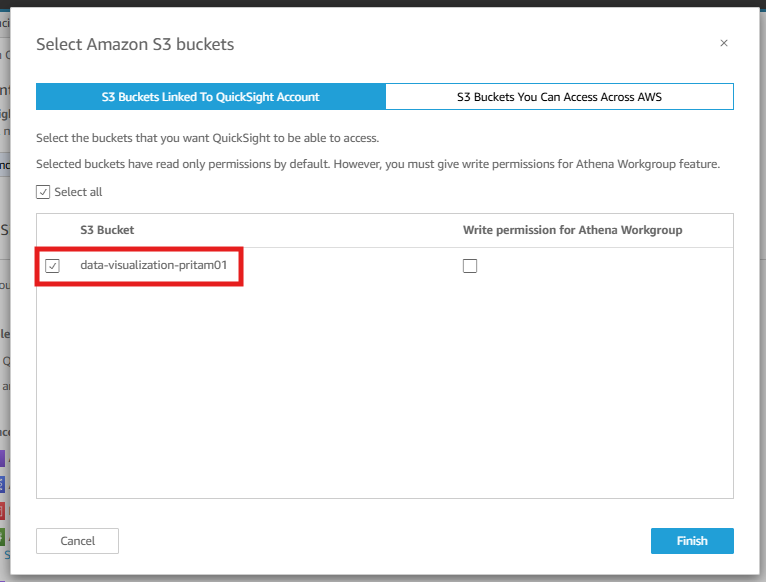 Select Amazon S3 buckets
S3 Buckets Linked To QuickSight Account
S3 Buckets You Can Access Across AWS
Select the buckets that you want QuickSight to be able to access.
Selected buckets have read only permissions by default. However, you must give write permissions for Athena Workgroup feature.
Select all
S3 Bucket
Write permission for Athena Workgroup
data-visualization-pritam01
Cancel
Finish